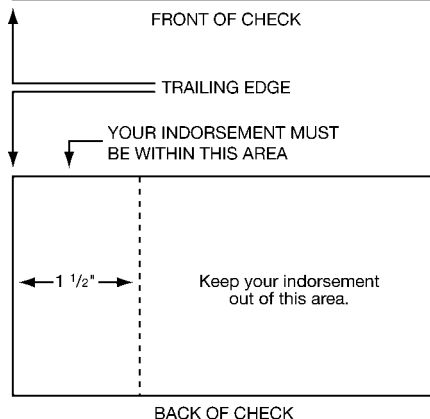 FRONT OF CHECK
TRAILING EDGE
YOUR INDORSEMENT MUST
BE WITHIN THIS AREA
1 1/2"
Keep your indorsement
out of this area.
BACK OF CHECK